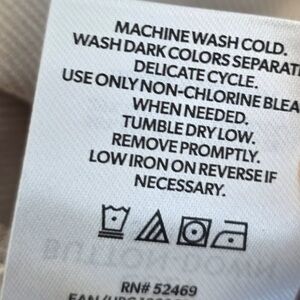 MACHINE WASH COLD.
WASH DARK COLORS SEPARAT
DELICATE CYCLE.
USE ONLY NON-CHLORINE BLEA
WHEN NEEDED.
TUMBLE DRY LOW.
REMOVE PROMPTLY.
LOW IRON ON REVERSE IF
NECESSARY.
RN# 52469